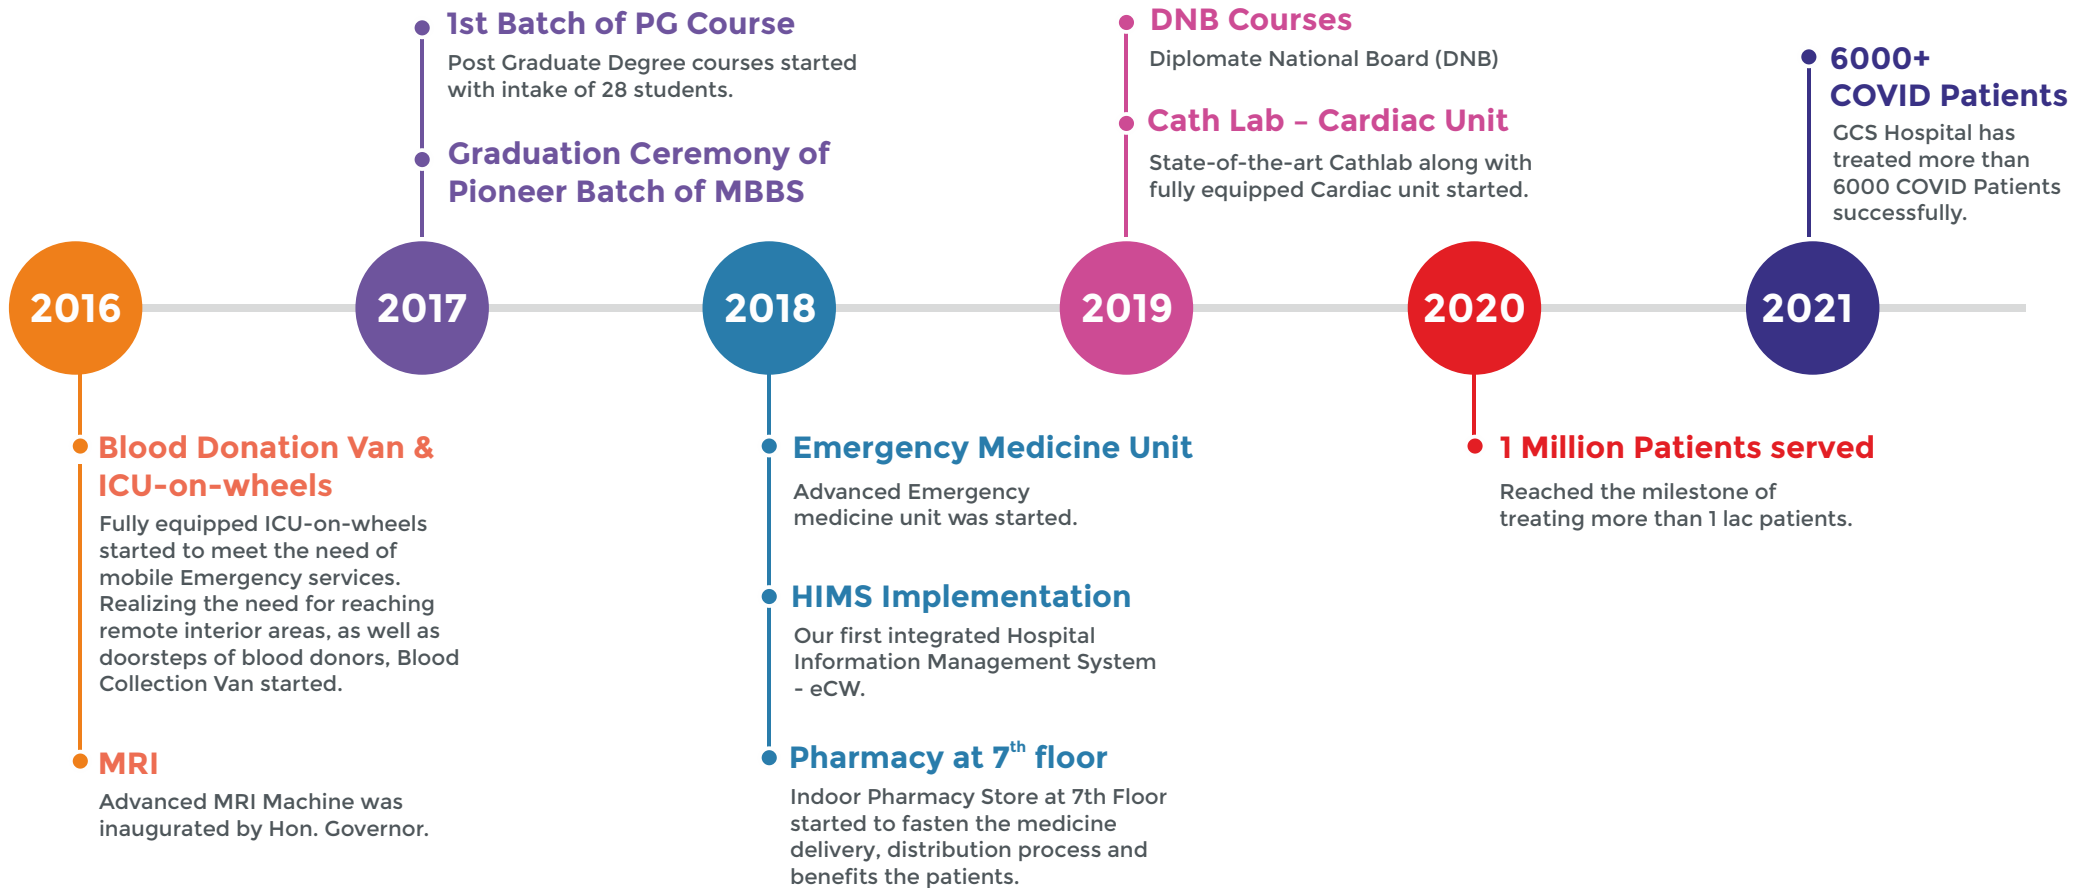 1st Batch of PG Course
Post Graduate Degree courses started
with intake of 28 students.
Graduation Ceremony of
Pioneer Batch of MBBS
DNB Courses
Diplomate National Board (DNB)
Cath Lab – Cardiac Unit
State-of-the-art Cathlab along with
fully equipped Cardiac unit started.
6000+
COVID Patients
GCS Hospital has
treated more than
6000 COVID Patients
successfully.
2016
2017
2018
2019
2020
2021
Blood Donation Van &
ICU-on-wheels
Fully equipped ICU-on-wheels
started to meet the need of
mobile Emergency services.
Realizing the need for reaching
remote interior areas, as well as
doorsteps of blood donors, Blood
Collection Van started.
MRI
Advanced MRI Machine was
inaugurated by Hon. Governor.
Emergency Medicine Unit
Advanced Emergency
medicine unit was started.
HIMS Implementation
Our first integrated Hospital
Information Management System
- eCW.
Pharmacy at 7th floor
Indoor Pharmacy Store at 7th Floor
started to fasten the medicine
delivery, distribution process and
benefits the patients.
1 Million Patients served
Reached the milestone of
treating more than 1 lac patients.